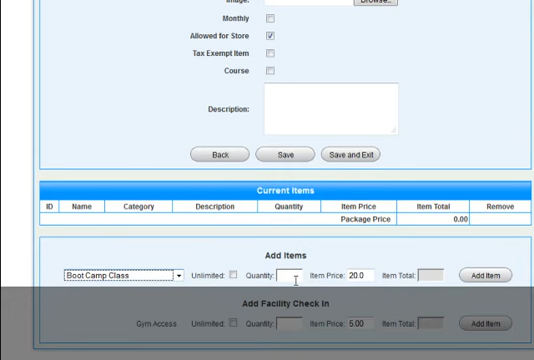 Image: Browse..
Monthly
Allowed for Store
Tax Exempt Item
Course
Description:
Back Save Save and Exit
Current Items
ID Name Category Description Quantity Item Price Item Total Remove
Package Price 0.00
Add Items
Boot Camp Class Unlimited: Quantity: Item Price: 20.0 Item Total: Add Item
Add Facility Check In
Gym Access Unlimited: Quantity: Item Price: 5.00 Item Total: Add Item